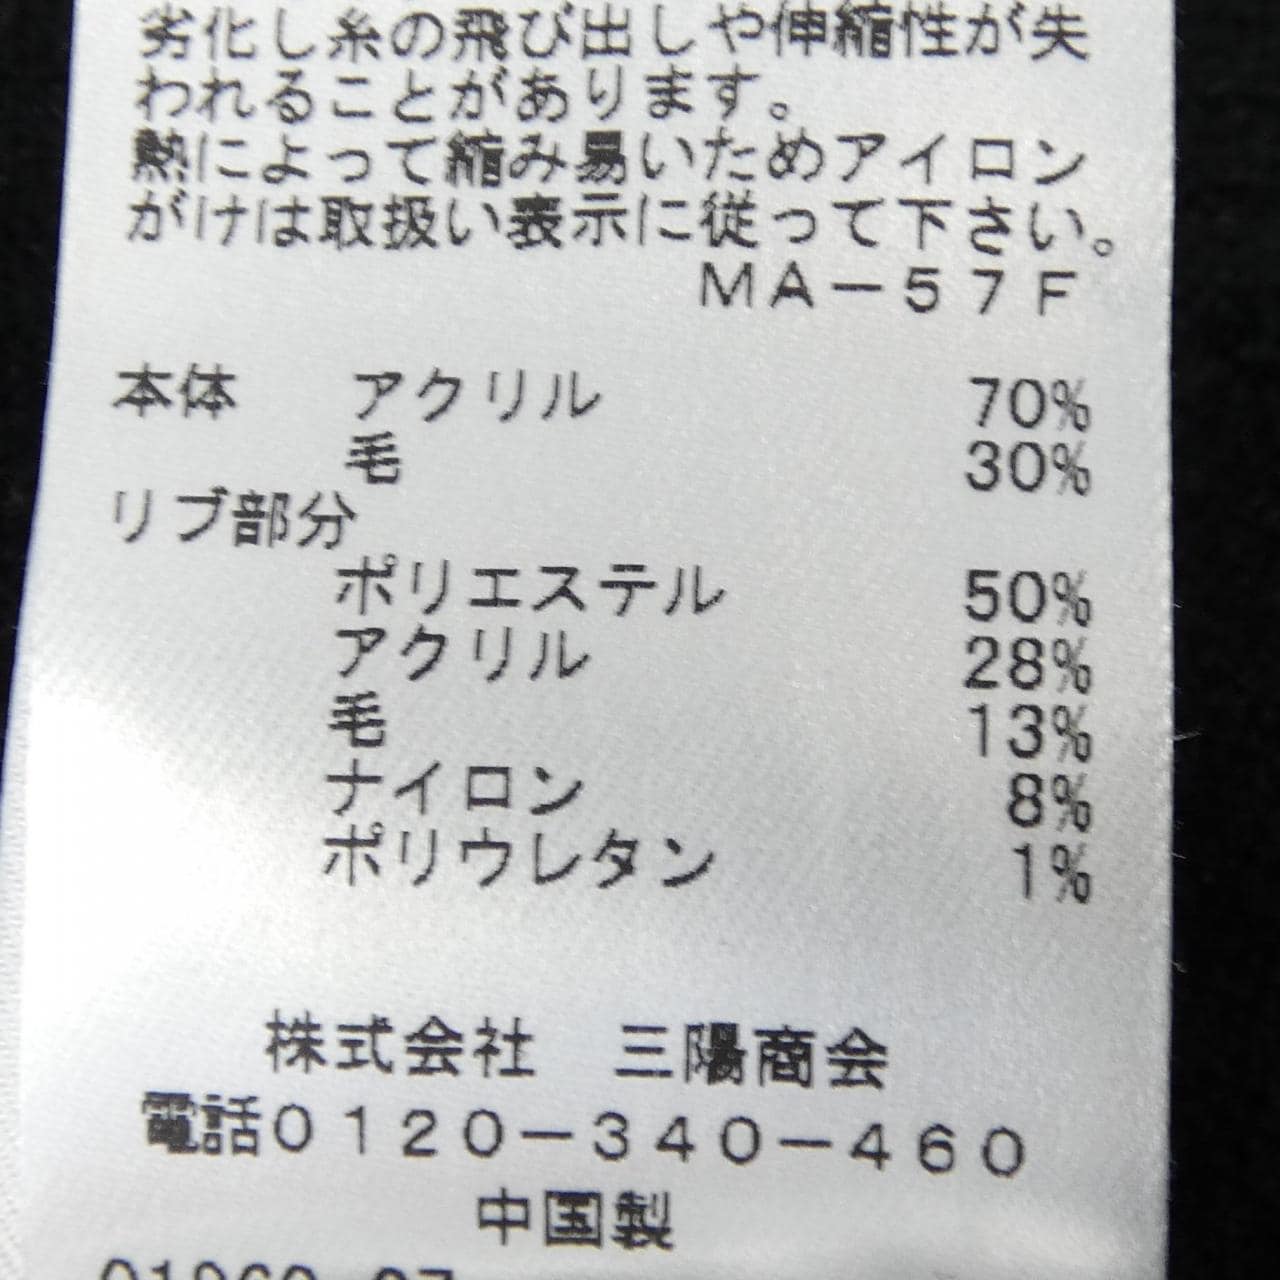 劣化し糸の飛び出しや伸縮性が失
われることがあります。
熱によって縮み易いためアイロン
がけは取扱い表示に従って下さい。
MA-57F
本体 アクリル 70%
毛 30%
リブ部分
ポリエステル 50%
アクリル 28%
毛 13%
ナイロン 8%
ポリウレタン 1%
株式会社 三陽商会
電話0120-340-460
中国製